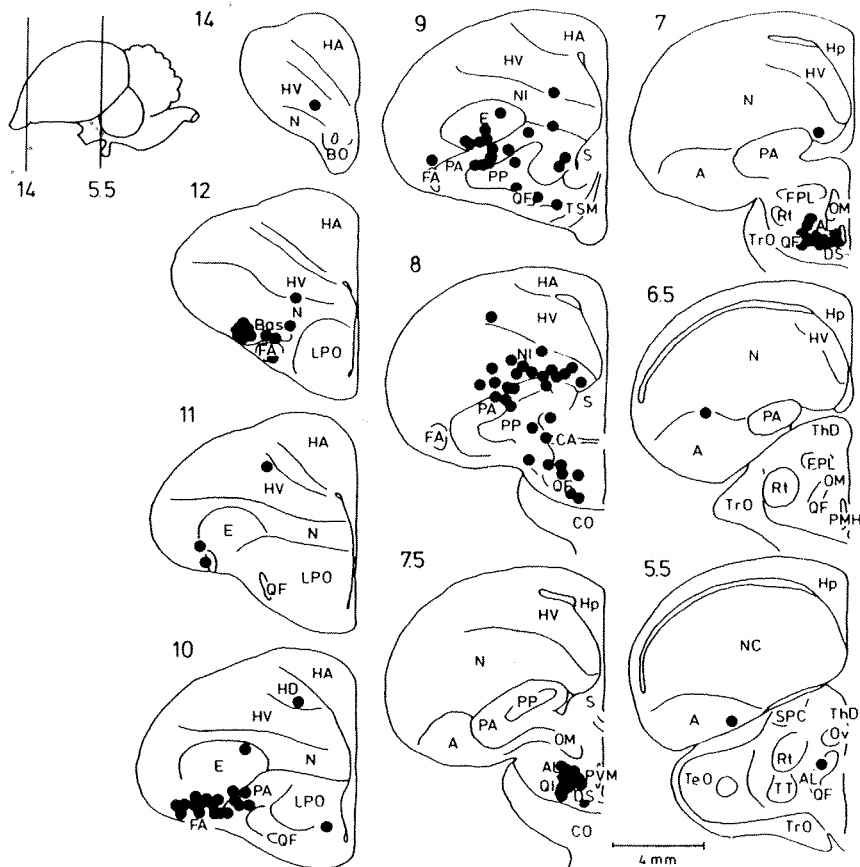 14 5.5
14
HA
HV
N
BO
12
HA
HV
N
Bas
FA
LPO
11
HA
HV
E
N
LPO
QF
10
HA
HD
HV
E
N
PA
LPO
FA
QF
9
HA
HV
NI
E
PA
S
FA
PP
QF
TSM
8
HA
HV
NI
S
PA
PP
FA
CA
QF
CO
7.5
Hp
HV
N
S
PP
PA
A
OM
AL
PVM
DS
CO
7
Hp
HV
N
PA
A
FPL
Rt
OM
AL
TrO
QF
DS
6.5
Hp
HV
N
PA
A
ThD
FPL
OM
Rt
TrO
QF
PMH
5.5
Hp
NC
A
SPC
ThD
Ov
Rt
TeO
AL
TT
QF
TrO
4 mm